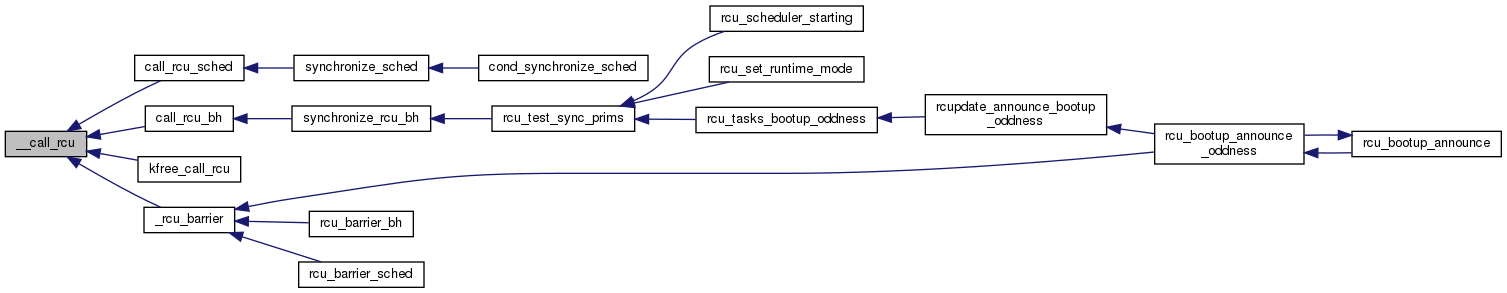 rcu_scheduler_starting
call_rcu_sched
synchronize_sched
cond_synchronize_sched
rcu_set_runtime_mode
call_rcu_bh
synchronize_rcu_bh
rcu_test_sync_prims
rcu_tasks_bootup_oddness
rcupdate_announce_bootup
_oddness
__call_rcu
rcu_bootup_announce
_oddness
rcu_bootup_announce
kfree_call_rcu
_rcu_barrier
rcu_barrier_bh
rcu_barrier_sched